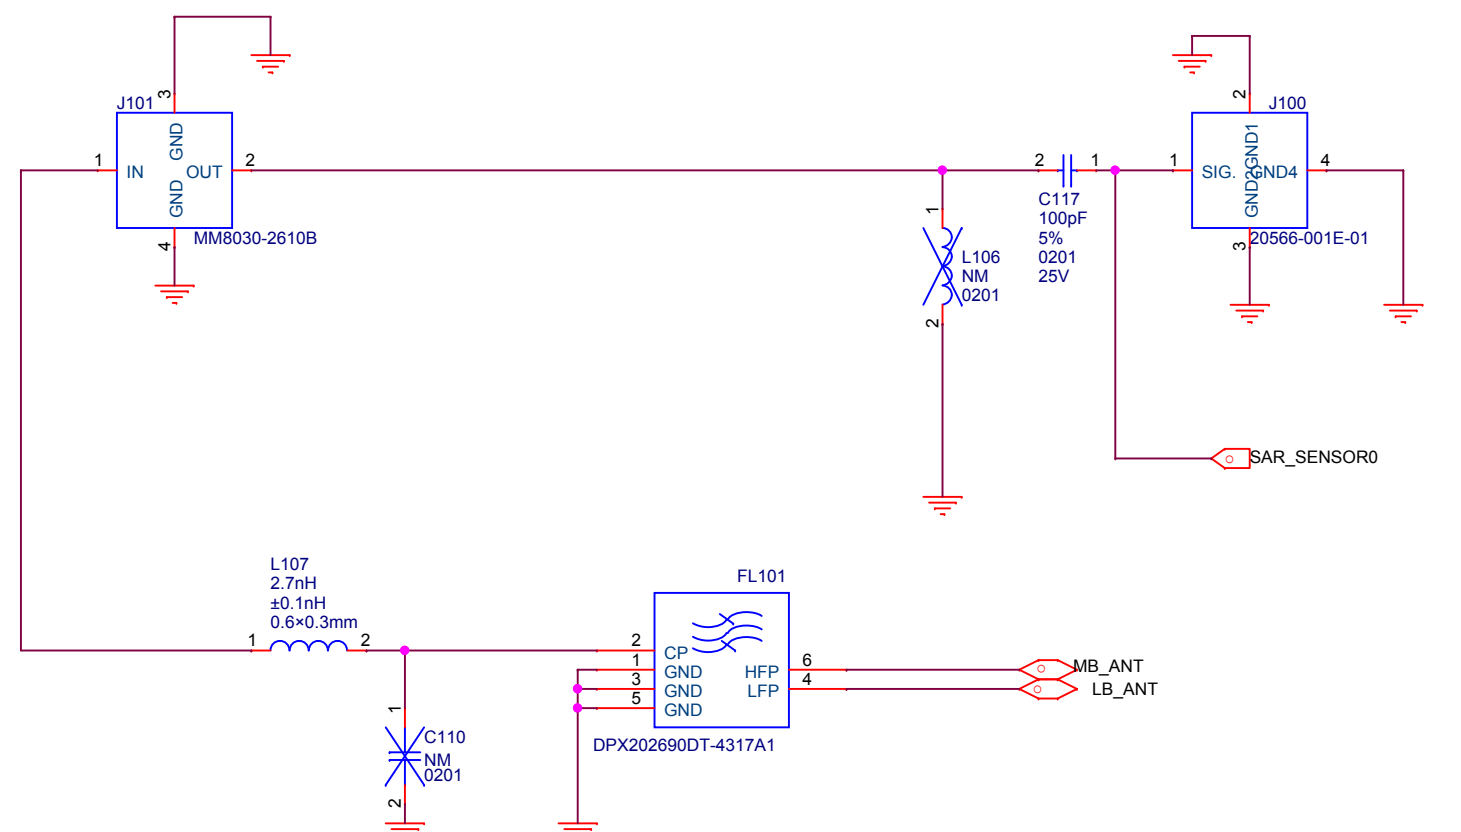 J101
3
GND
1
IN
OUT
2
GND
4
MM8030-2610B
2
J100
GND1
1
SIG.
GND4
4
GND2
3
20566-001E-01
2
1
C117
100pF
5%
0201
25V
1
L106
NM
0201
2
SAR_SENSOR0
L107
2.7nH
±0.1nH
0.6×0.3mm
1
2
1
C110
NM
0201
2
FL101
2
CP
1
GND
3
GND
5
GND
HFP
6
LFP
4
MB_ANT
LB_ANT
DPX202690DT-4317A1